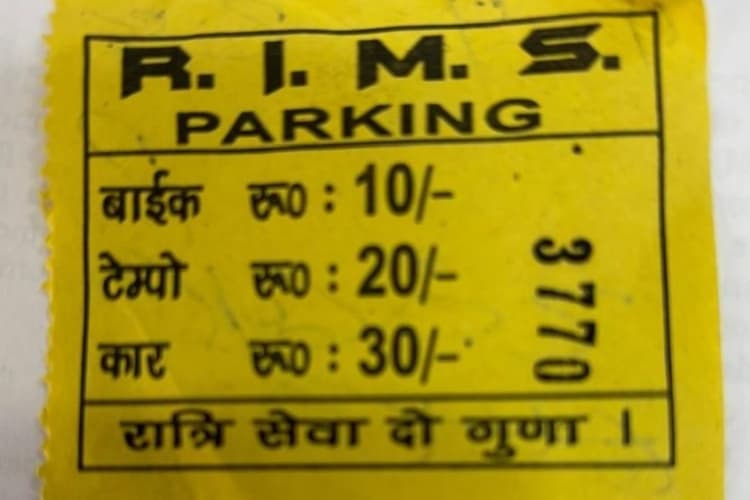 R. I. M. S.
PARKING
बाईक रू0 : 10/-
टेम्पो रू0 : 20/-
कार रू0 : 30/-
3770
रात्रि सेवा दो गुणा ।